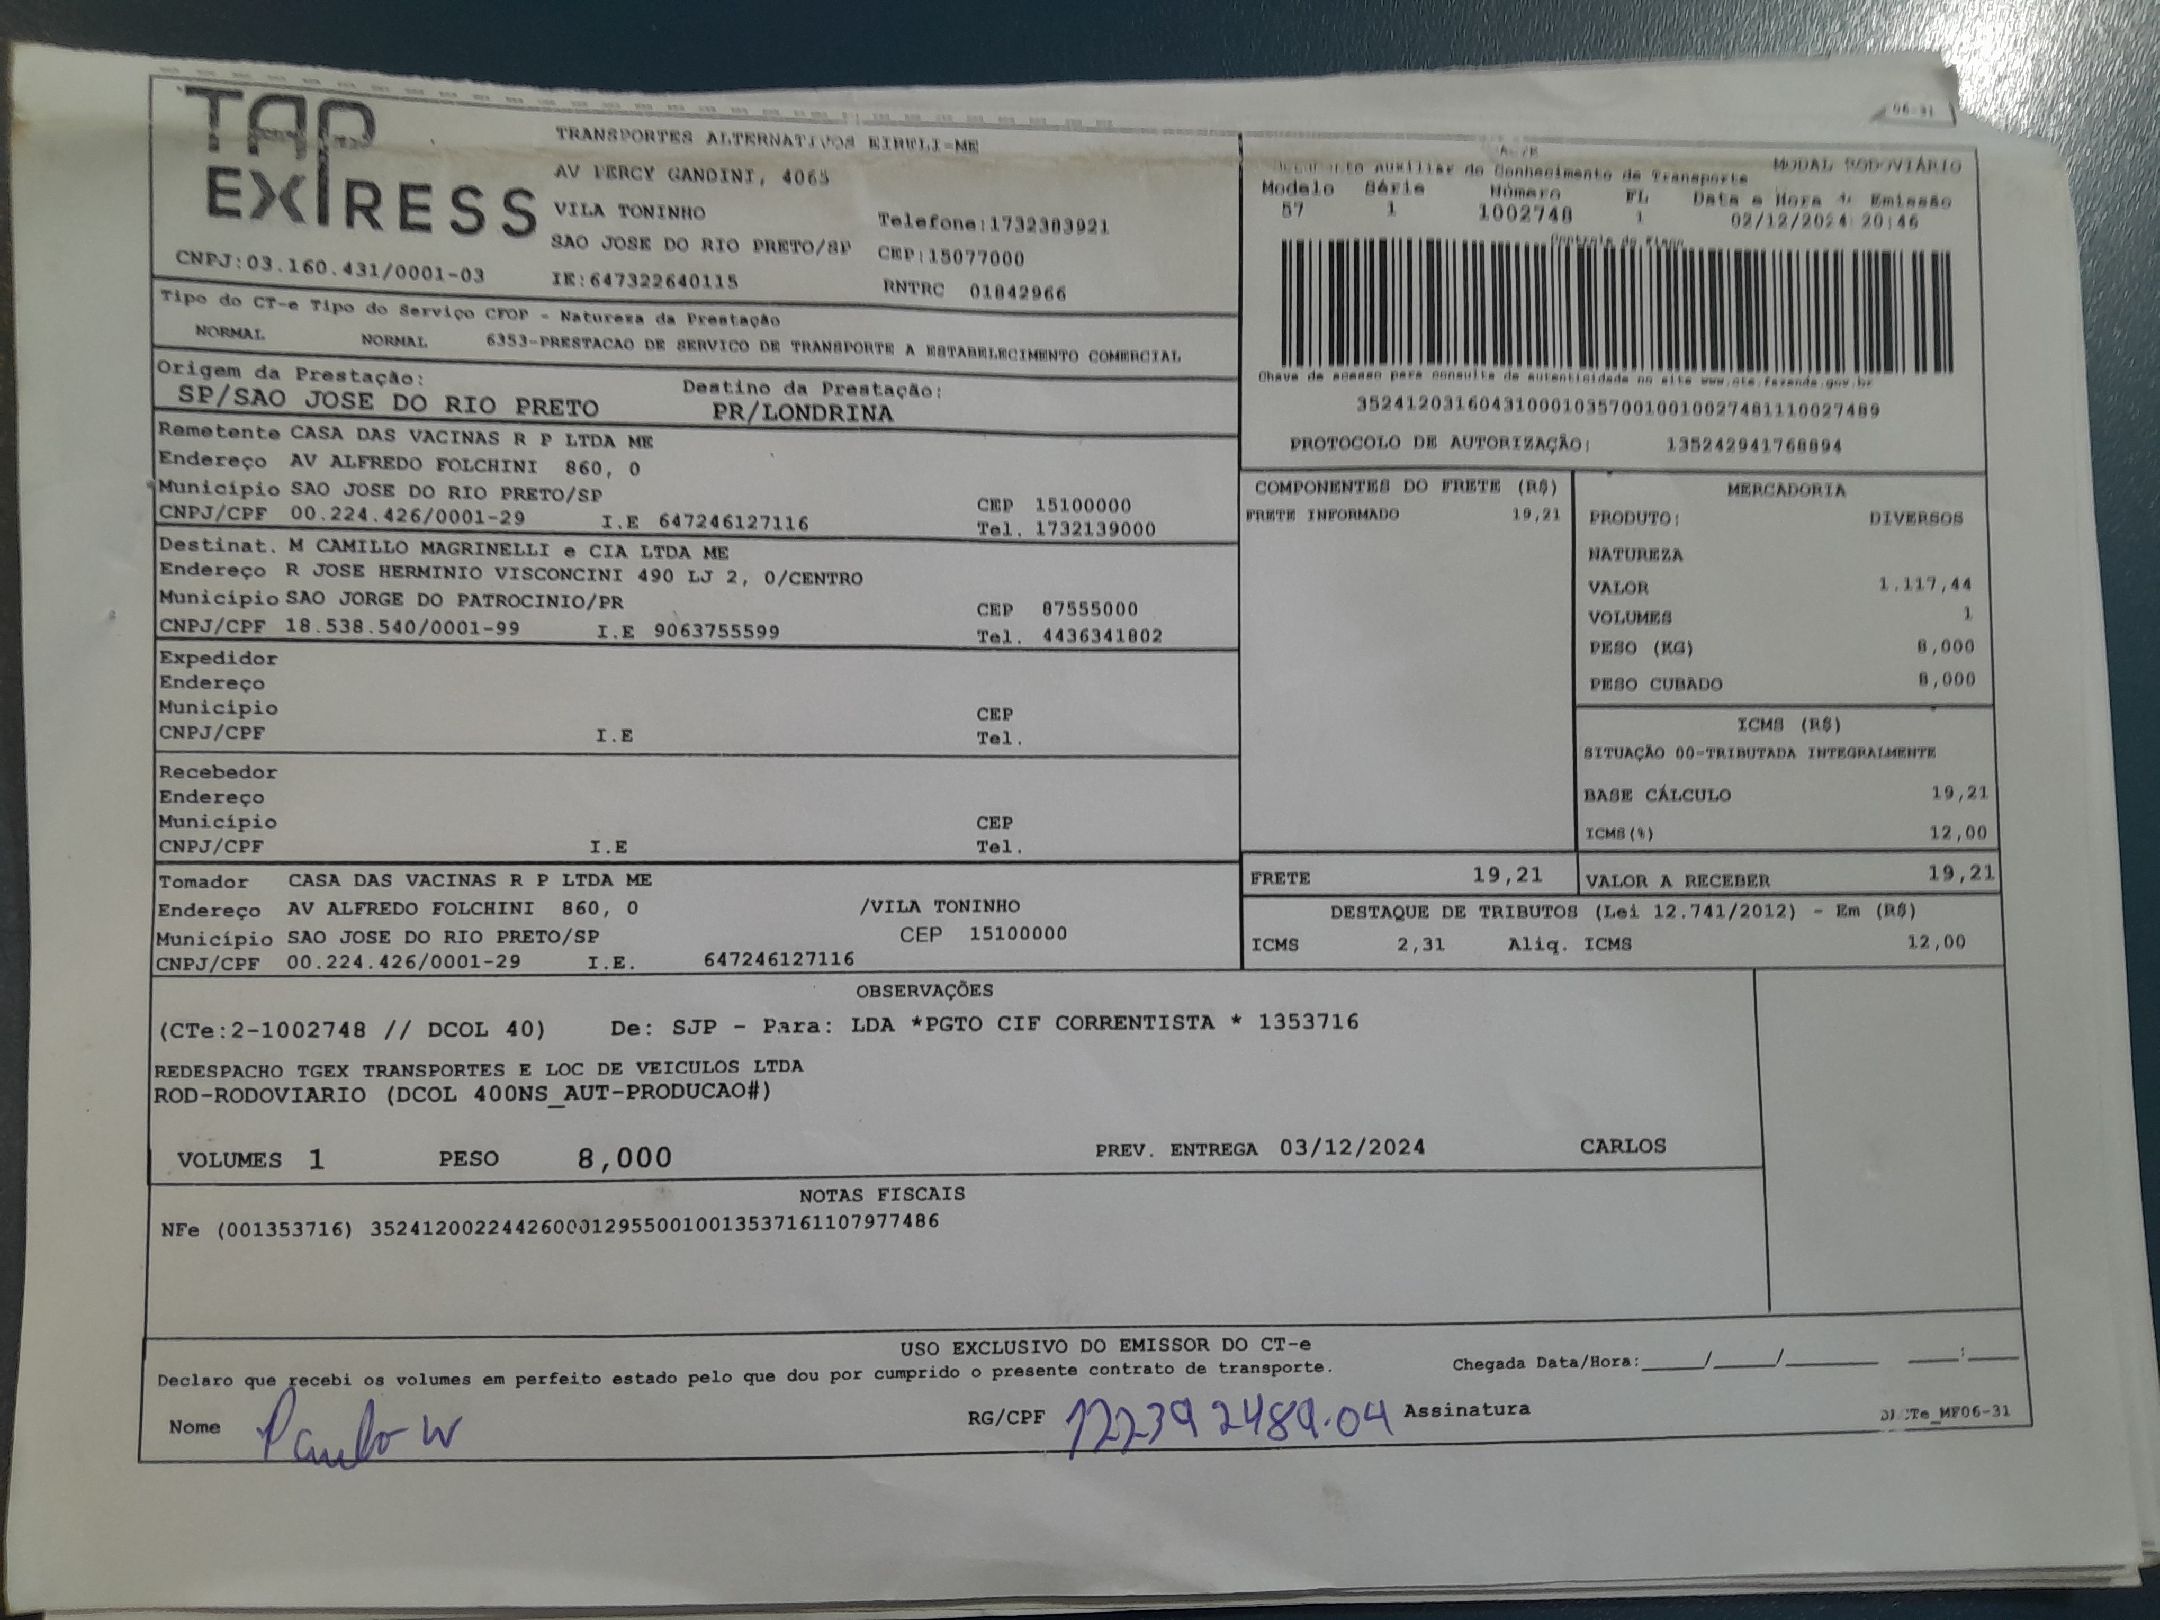 TAP
EXPRESS
CNPJ:03.160.431/0001-03
TRANSPORTES ALTERNATIVOS EIRELI-ME
AV PERCY GANDINI, 4065
VILA TONINHO
Telefone:1732383921
SAO JOSE DO RIO PRETO/SP CEP:15077000
IE:647322640115 RNTRC 01842966
06-31
MODAL RODOVIÁRIO
Documento Auxiliar do Conhecimento de Transporte
Modelo Série Número FL Data e Hora de Emissão
57 1 1002748 1 02/12/2024 20:46
Controle do Fisco
Chave de acesso para consulta de autenticidade no site www.cte.fazenda.gov.br
35241203160431000103570010010027481110027489
PROTOCOLO DE AUTORIZAÇÃO: 135242941768894
Tipo do CT-e Tipo do Serviço CFOP - Natureza da Prestação
NORMAL NORMAL 6353-PRESTACAO DE SERVICO DE TRANSPORTE A ESTABELECIMENTO COMERCIAL
Origem da Prestação: Destino da Prestação:
SP/SAO JOSE DO RIO PRETO PR/LONDRINA
Remetente CASA DAS VACINAS R P LTDA ME
Endereço AV ALFREDO FOLCHINI 860, 0
Município SAO JOSE DO RIO PRETO/SP CEP 15100000
CNPJ/CPF 00.224.426/0001-29 I.E 647246127116 Tel. 1732139000
Destinat. M CAMILLO MAGRINELLI e CIA LTDA ME
Endereço R JOSE HERMINIO VISCONCINI 490 LJ 2, 0/CENTRO
Município SAO JORGE DO PATROCINIO/PR CEP 87555000
CNPJ/CPF 18.538.540/0001-99 I.E 9063755599 Tel. 4436341802
Expedidor
Endereço
Município CEP
CNPJ/CPF I.E Tel.
Recebedor
Endereço
Município CEP
CNPJ/CPF I.E Tel.
Tomador CASA DAS VACINAS R P LTDA ME
Endereço AV ALFREDO FOLCHINI 860, 0 /VILA TONINHO
Município SAO JOSE DO RIO PRETO/SP CEP 15100000
CNPJ/CPF 00.224.426/0001-29 I.E. 647246127116
COMPONENTES DO FRETE (R$)
FRETE INFORMADO 19,21
MERCADORIA
PRODUTO: DIVERSOS
NATUREZA
VALOR 1.117,44
VOLUMES 1
PESO (KG) 8,000
PESO CUBADO 8,000
ICMS (R$)
SITUAÇÃO 00-TRIBUTADA INTEGRALMENTE
BASE CÁLCULO 19,21
ICMS(%) 12,00
FRETE 19,21 VALOR A RECEBER 19,21
DESTAQUE DE TRIBUTOS (Lei 12.741/2012) - Em (R$)
ICMS 2,31 Aliq. ICMS 12,00
OBSERVAÇÕES
(CTe:2-1002748 // DCOL 40) De: SJP - Para: LDA *PGTO CIF CORRENTISTA * 1353716
REDESPACHO TGEX TRANSPORTES E LOC DE VEICULOS LTDA
ROD-RODOVIARIO (DCOL 400NS_AUT-PRODUCAO#)
VOLUMES 1 PESO 8,000 PREV. ENTREGA 03/12/2024 CARLOS
NOTAS FISCAIS
NFe (001353716) 35241200224426000129550010013537161107977486
USO EXCLUSIVO DO EMISSOR DO CT-e
Declaro que recebi os volumes em perfeito estado pelo que dou por cumprido o presente contrato de transporte. Chegada Data/Hora:_____/_____/_______ ____:____
Nome Paulo W RG/CPF 122392489.04 Assinatura